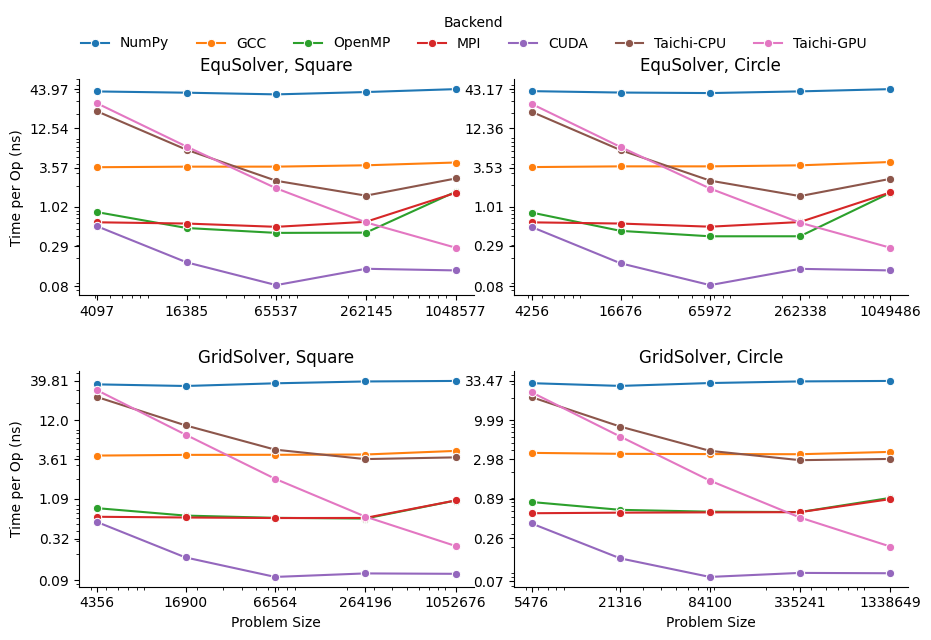 Backend
NumPy GCC OpenMP MPI CUDA Taichi-CPU Taichi-GPU
EquSolver, Square
Time per Op (ns)
43.97
12.54
3.57
1.02
0.29
0.08
4097 16385 65537 262145 1048577
EquSolver, Circle
43.17
12.36
3.53
1.01
0.29
0.08
4256 16676 65972 262338 1049486
GridSolver, Square
Time per Op (ns)
39.81
12.0
3.61
1.09
0.32
0.09
4356 16900 66564 264196 1052676
Problem Size
GridSolver, Circle
33.47
9.99
2.98
0.89
0.26
0.07
5476 21316 84100 335241 1338649
Problem Size